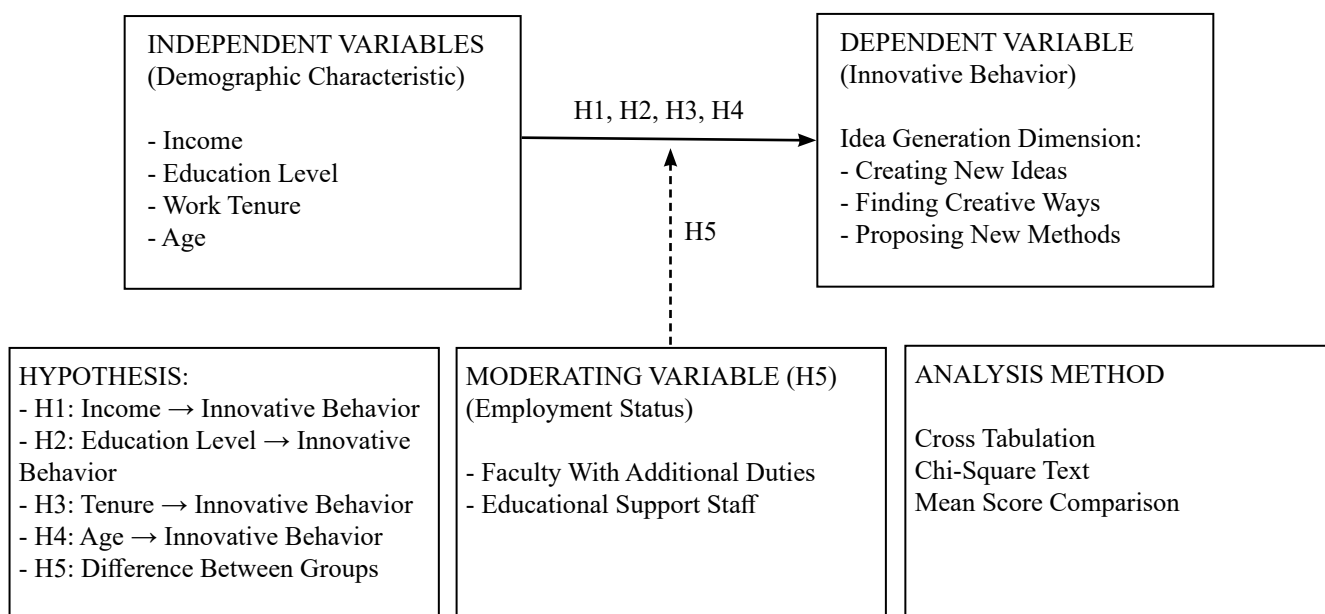 INDEPENDENT VARIABLES
(Demographic Characteristic)
- Income
- Education Level
- Work Tenure
- Age
H1, H2, H3, H4
H5
DEPENDENT VARIABLE
(Innovative Behavior)
Idea Generation Dimension:
- Creating New Ideas
- Finding Creative Ways
- Proposing New Methods
HYPOTHESIS:
- H1: Income → Innovative Behavior
- H2: Education Level → Innovative
Behavior
- H3: Tenure → Innovative Behavior
- H4: Age → Innovative Behavior
- H5: Difference Between Groups
MODERATING VARIABLE (H5)
(Employment Status)
- Faculty With Additional Duties
- Educational Support Staff
ANALYSIS METHOD
Cross Tabulation
Chi-Square Text
Mean Score Comparison